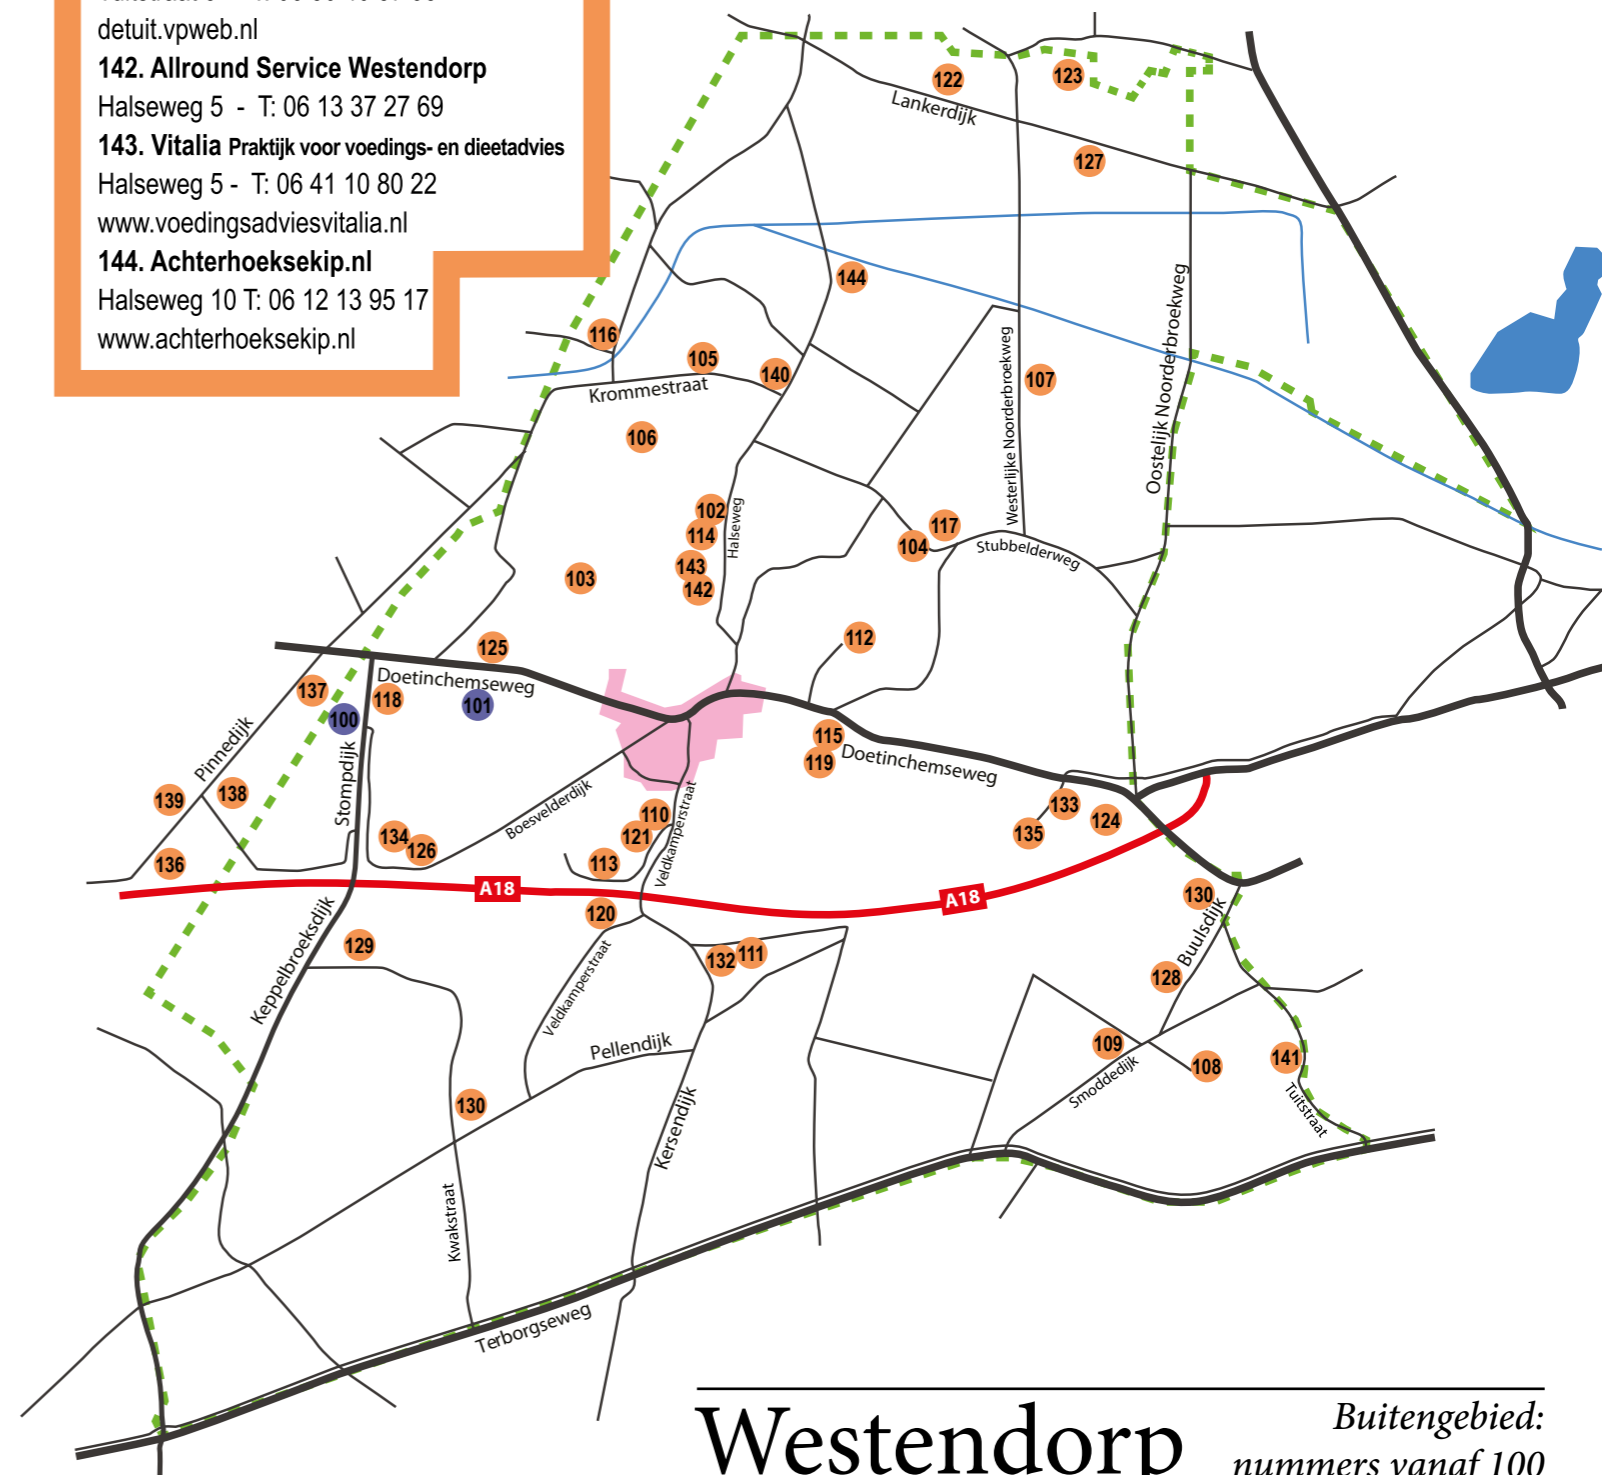 detuit.vpweb.nl
142. Allround Service Westendorp
Halseweg 5 - T: 06 13 37 27 69
143. Vitalia Praktijk voor voedings- en dieetadvies
Halseweg 5 - T: 06 41 10 80 22
www.voedingsadviesvitalia.nl
144. Achterhoeksekip.nl
Halseweg 10 T: 06 12 13 95 17
www.achterhoeksekip.nl
122
123
Lankerdijk
127
144
116
105
140
Krommestraat
107
106
Westerlijke Noorderbroekweg
Oostelijk Noorderbroekweg
102
114
Halseweg
143
142
103
117
104
Stubbelderweg
112
125
Doetinchemseweg
137
118
101
100
Pinnedijk
Stompdijk
115
119
Doetinchemseweg
139
138
134
126
136
Boesvelderdijk
110
121
113
Veldkamperstraat
133
124
135
A18
A18
130
Buulsdijk
120
129
Keppelbroeksdijk
132
111
Veldkamperstraat
128
Pellendijk
109
108
141
Smoddedijk
Tuitstraat
130
Kersendijk
Kwakstraat
Terborgseweg
Westendorp
Buitengebied:
nummers vanaf 100